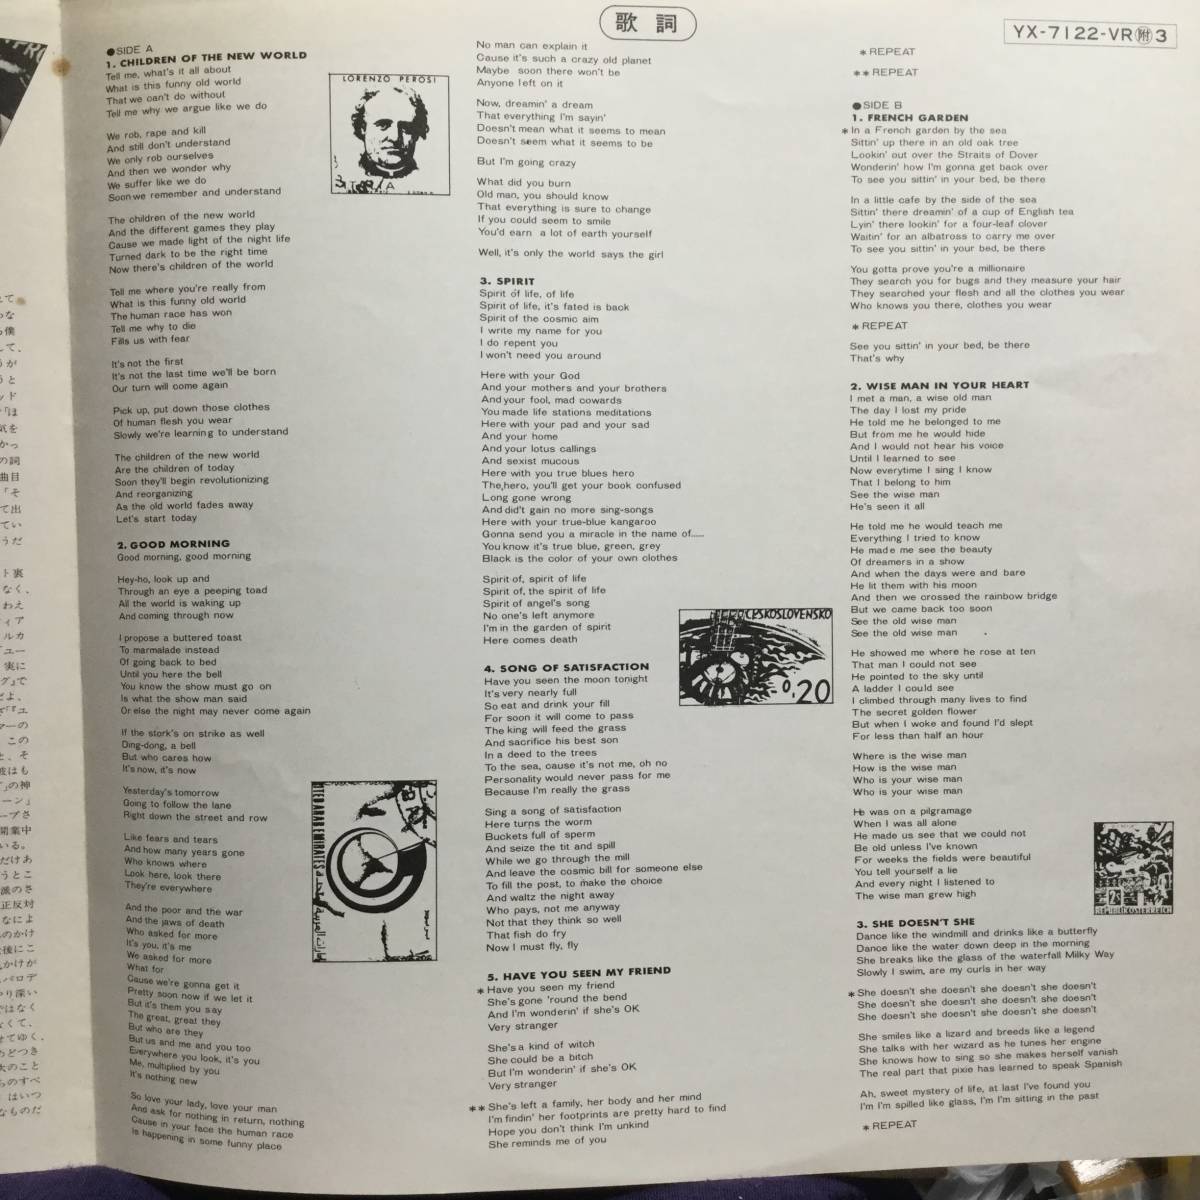 歌詞
YX-7122-VR㊑3
●SIDE A
1. CHILDREN OF THE NEW WORLD
Tell me, what's it all about
What is this funny old world
That we can't do without
Tell me why we argue like we do
We rob, rape and kill
And still don't understand
We only rob ourselves
And then we wonder why
We suffer like we do
Soon we remember and understand
The children of the new world
And the different games they play
Cause we made light of the night life
Turned dark to be the right time
Now there's children of the world
Tell me where you're really from
What is this funny old world
The human race has won
Tell me why to die
Fills us with fear
It's not the first
It's not the last time we'll be born
Our turn will come again
Pick up, put down those clothes
Of human flesh you wear
Slowly we're learning to understand
The children of the new world
Are the children of today
Soon they'll begin revolutionizing
And reorganizing
As the old world fades away
Let's start today
2. GOOD MORNING
Good morning, good morning
Hey-ho, look up and
Through an eye a peeping toad
All the world is waking up
And coming through now
I propose a buttered toast
To marmalade instead
Of going back to bed
Until you here the bell
You know the show must go on
Is what the show man said
Or else the night may never come again
If the stork's on strike as well
Ding-dong, a bell
But who cares how
It's now, it's now
Yesterday's tomorrow
Going to follow the lane
Right down the street and row
Like fears and tears
And how many years gone
Who knows where
Look here, look there
They're everywhere
And the poor and the war
And the jaws of death
Who asked for more
It's you, it's me
We asked for more
What for
Cause we're gonna get it
Pretty soon now if we let it
But it's them you say
The great, great they
But who are they
But us and me and you too
Everywhere you look, it's you
Me, multiplied by you
It's nothing new
So love your lady, love your man
And ask for nothing in return, nothing
Cause in your face the human race
Is happening in some funny place
LORENZO PEROSI
No man can explain it
Cause it's such a crazy old planet
Maybe soon there won't be
Anyone left on it
Now, dreamin' a dream
That everything I'm sayin'
Doesn't mean what it seems to mean
Doesn't seem what it seems to be
But I'm going crazy
What did you burn
Old man, you should know
That everything is sure to change
If you could seem to smile
You'd earn a lot of earth yourself
Well, it's only the world says the girl
3. SPIRIT
Spirit of life, of life
Spirit of life, it's fated is back
Spirit of the cosmic aim
I write my name for you
I do repent you
I won't need you around
Here with your God
And your mothers and your brothers
And your fool, mad cowards
You made life stations meditations
Here with your pad and your sad
And your home
And your lotus callings
And sexist mucous
Here with you true blues hero
The,hero, you'll get your book confused
Long gone wrong
And did't gain no more sing-songs
Here with your true-blue kangaroo
Gonna send you a miracle in the name of......
You know it's true blue, green, grey
Black is the color of your own clothes
Spirit of, spirit of life
Spirit of, the spirit of life
Spirit of angel's song
No one's left anymore
I'm in the garden of spirit
Here comes death
ČESKOSLOVENSKO
0.20
4. SONG OF SATISFACTION
Have you seen the moon tonight
It's very nearly full
So eat and drink your fill
For soon it will come to pass
The king will feed the grass
And sacrifice his best son
In a deed to the trees
To the sea, cause it's not me, oh no
Personality would never pass for me
Because I'm really the grass
Sing a song of satisfaction
Here turns the worm
Buckets full of sperm
And seize the tit and spill
While we go through the mill
And leave the cosmic bill for someone else
To fill the post, to make the choice
And waltz the night away
Who pays, not me anyway
Not that they think so well
That fish do fry
Now I must fly, fly
5. HAVE YOU SEEN MY FRIEND
* Have you seen my friend
She's gone 'round the bend
And I'm wonderin' if she's OK
Very stranger
She's a kind of witch
She could be a bitch
But I'm wonderin' if she's OK
Very stranger
** She's left a family, her body and her mind
I'm findin' her footprints are pretty hard to find
Hope you don't think I'm unkind
She reminds me of you
* REPEAT
** REPEAT
●SIDE B
1. FRENCH GARDEN
* In a French garden by the sea
Sittin' up there in an old oak tree
Lookin' out over the Straits of Dover
Wonderin' how I'm gonna get back over
To see you sittin' in your bed, be there
In a little cafe by the side of the sea
Sittin' there dreamin' of a cup of English tea
Lyin' there lookin' for a four-leaf clover
Waitin' for an albatross to carry me over
To see you sittin' in your bed, be there
You gotta prove you're a millionaire
They search you for bugs and they measure your hair
They searched your flesh and all the clothes you wear
Who knows you there, clothes you wear
* REPEAT
See you sittin' in your bed, be there
That's why
2. WISE MAN IN YOUR HEART
I met a man, a wise old man
The day I lost my pride
He told me he belonged to me
But from me he would hide
And I would not hear his voice
Until I learned to see
Now everytime I sing I know
That I belong to him
See the wise man
He's seen it all
He told me he would teach me
Everything I tried to know
He made me see the beauty
Of dreamers in a show
And when the days were and bare
He lit them with his moon
And then we crossed the rainbow bridge
But we came back too soon
See the old wise man
See the old wise man
He showed me where he rose at ten
That man I could not see
He pointed to the sky until
A ladder I could see
I climbed through many lives to find
The secret golden flower
But when I woke and found I'd slept
For less than half an hour
Where is the wise man
How is the wise man
Who is your wise man
Who is your wise man
He was on a pilgramage
When I was all alone
He made us see that we could not
Be old unless I've known
For weeks the fields were beautiful
You tell yourself a lie
And every night I listened to
The wise man grew high
REPUBLIK ÖSTERREICH
3. SHE DOESN'T SHE
Dance like the windmill and drinks like a butterfly
Dance like the water down deep in the morning
She breaks like the glass of the waterfall Milky Way
Slowly I swim, are my curls in her way
* She doesn't she doesn't she doesn't she doesn't
She doesn't she doesn't she doesn't she doesn't
She doesn't she doesn't she doesn't she doesn't
She smiles like a lizard and breeds like a legend
She talks with her wizard as he tunes her engine
She knows how to sing so she makes herself vanish
The real part that pixie has learned to speak Spanish
Ah, sweet mystery of life, at last I've found you
I'm I'm spilled like glass, I'm I'm sitting in the past
* REPEAT